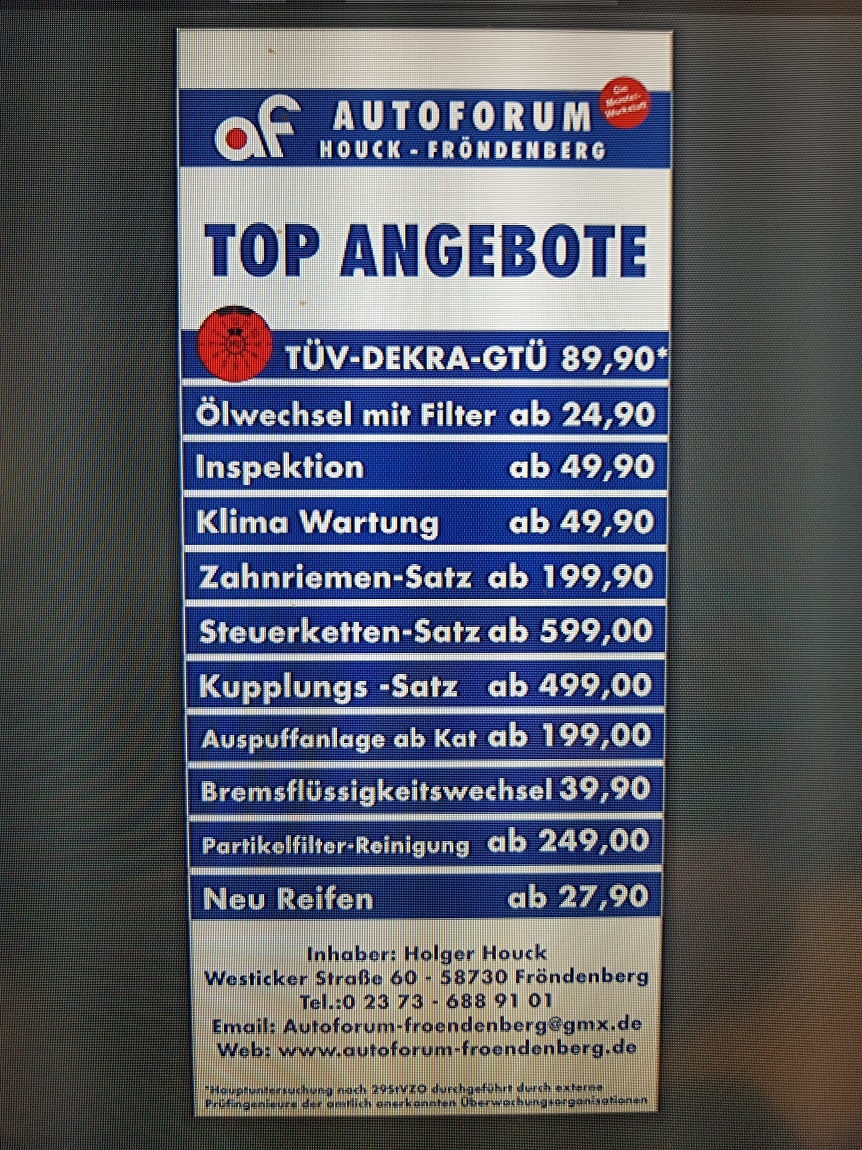 af AUTOFORUM
HOUCK - FRÖNDENBERG
Die
Meister-
Werkstatt
TOP ANGEBOTE
TÜV-DEKRA-GTÜ 89,90*
Ölwechsel mit Filter ab 24,90
Inspektion ab 49,90
Klima Wartung ab 49,90
Zahnriemen-Satz ab 199,90
Steuerketten-Satz ab 599,00
Kupplungs -Satz ab 499,00
Auspuffanlage ab Kat ab 199,00
Bremsflüssigkeitswechsel 39,90
Partikelfilter-Reinigung ab 249,00
Neu Reifen ab 27,90
Inhaber: Holger Houck
Westicker Straße 60 - 58730 Fröndenberg
Tel.:0 23 73 - 688 91 01
Email: Autoforum-froendenberg@gmx.de
Web: www.autoforum-froendenberg.de
*Hauptuntersuchung nach 29StVZO durchgeführt durch externe
Prüfingenieure der amtlich anerkannten Überwachungsorganisationen